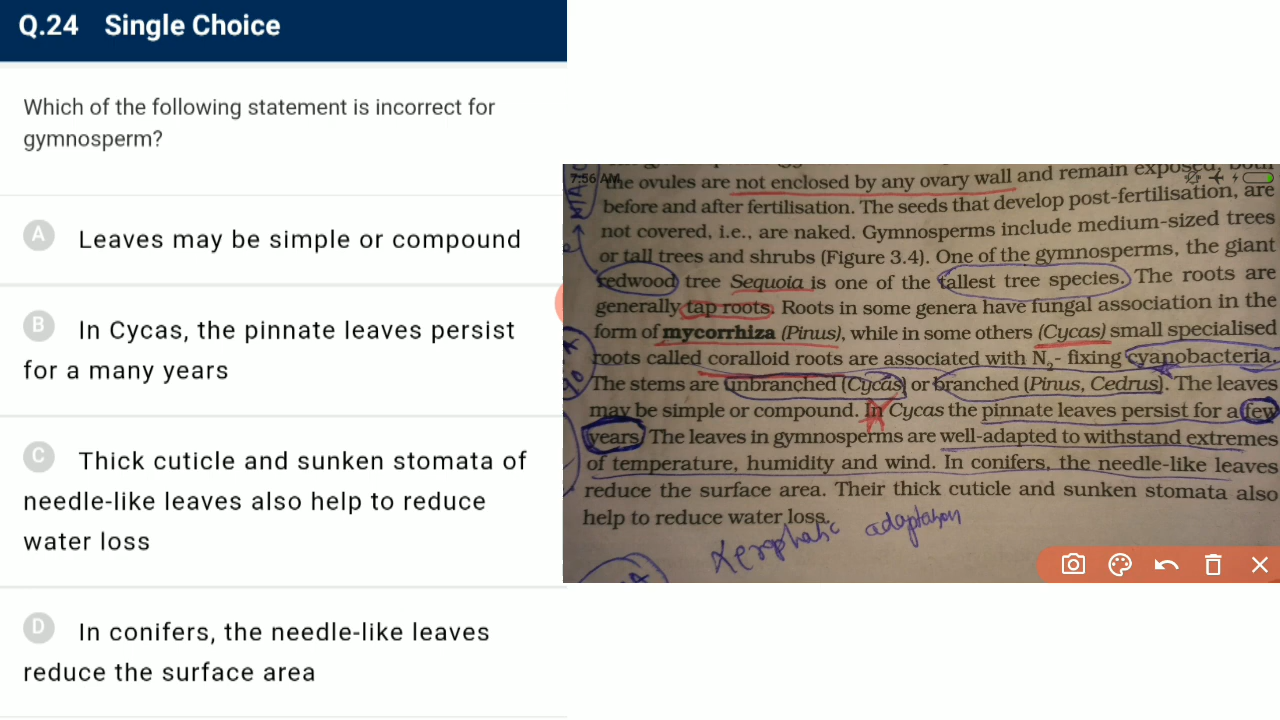 Q.24 Single Choice
Which of the following statement is incorrect for
gymnosperm?
A Leaves may be simple or compound
B In Cycas, the pinnate leaves persist
for a many years
C Thick cuticle and sunken stomata of
needle-like leaves also help to reduce
water loss
D In conifers, the needle-like leaves
reduce the surface area
7:56 AM
the ovules are not enclosed by any ovary wall and remain exposed, both
before and after fertilisation. The seeds that develop post-fertilisation, are
not covered, i.e., are naked. Gymnosperms include medium-sized trees
or tall trees and shrubs (Figure 3.4). One of the gymnosperms, the giant
redwood tree Sequoia is one of the tallest tree species. The roots are
generally tap roots. Roots in some genera have fungal association in the
form of mycorrhiza (Pinus), while in some others (Cycas) small specialised
roots called coralloid roots are associated with N2- fixing cyanobacteria.
The stems are unbranched (Cycas) or branched (Pinus, Cedrus). The leaves
may be simple or compound. In Cycas the pinnate leaves persist for a few
years. The leaves in gymnosperms are well-adapted to withstand extremes
of temperature, humidity and wind. In conifers, the needle-like leaves
reduce the surface area. Their thick cuticle and sunken stomata also
help to reduce water loss.
adaptation